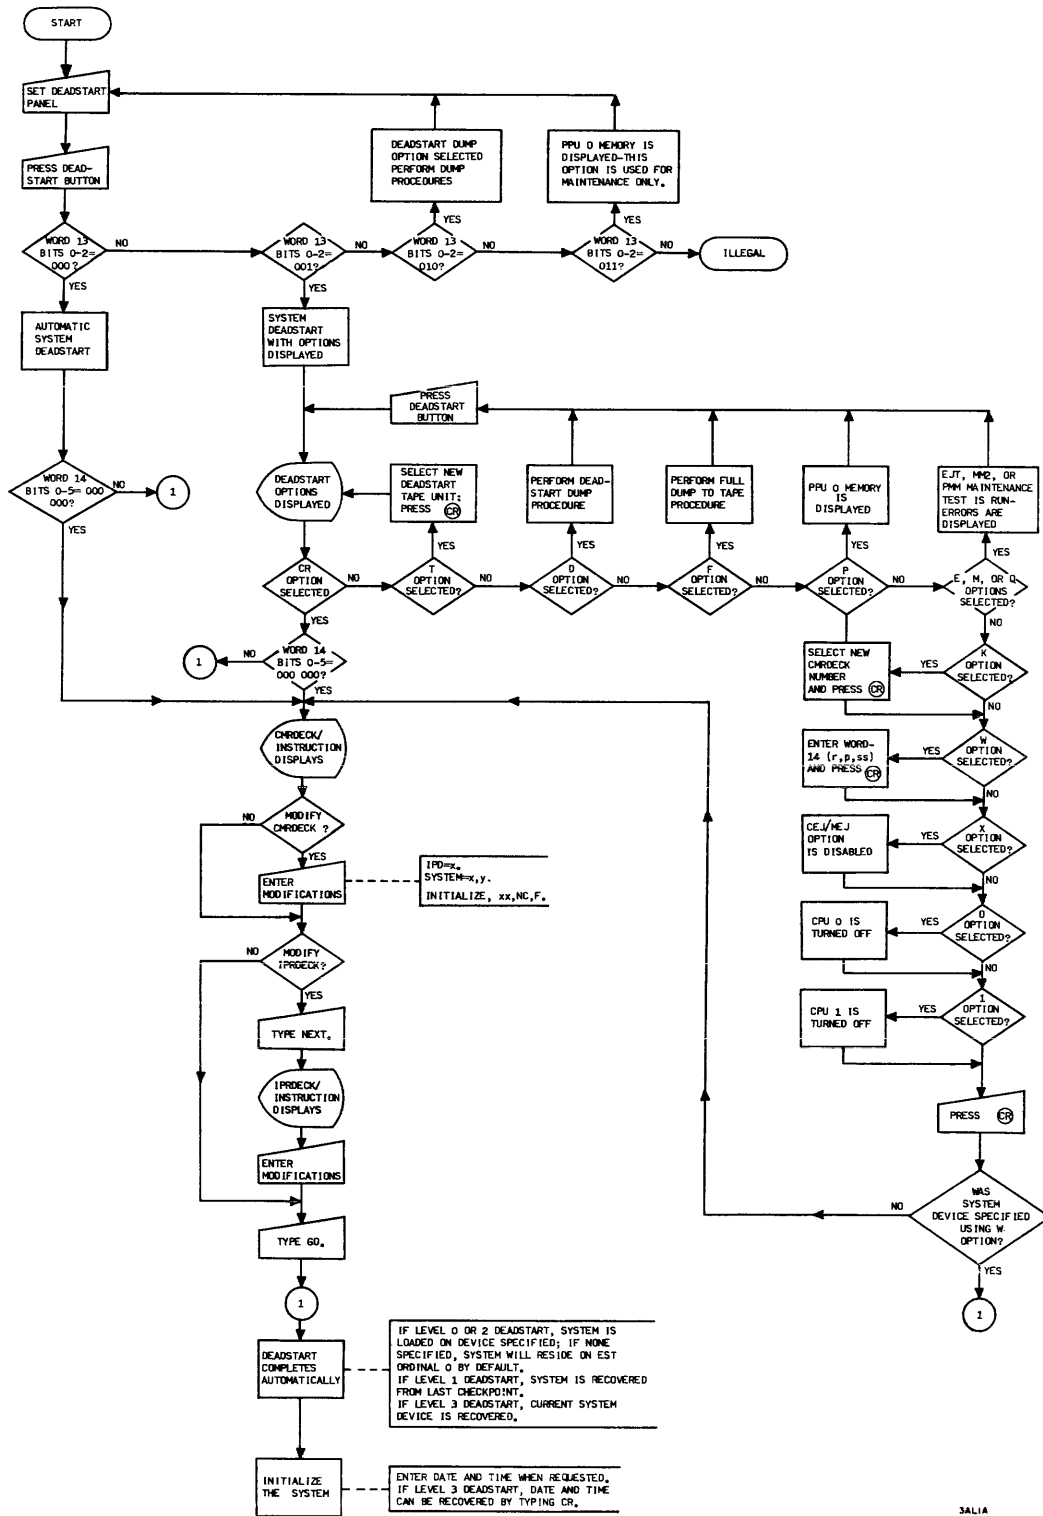 START
SET DEADSTART
PANEL
PRESS DEAD-
START BUTTON
DEADSTART DUMP
OPTION SELECTED
PERFORM DUMP
PROCEDURES
PPU 0 MEMORY IS
DISPLAYED-THIS
OPTION IS USED FOR
MAINTENANCE ONLY.
YES
YES
WORD 13
BITS 0-2=
000?
NO
WORD 13
BITS 0-2=
001?
NO
WORD 13
BITS 0-2=
010?
NO
WORD 13
BITS 0-2=
011?
NO
ILLEGAL
YES
YES
AUTOMATIC
SYSTEM
DEADSTART
SYSTEM
DEADSTART
WITH OPTIONS
DISPLAYED
PRESS
DEADSTART
BUTTON
WORD 14
BITS 0-5= 000
000?
NO
1
YES
DEADSTART
OPTIONS
DISPLAYED
SELECT NEW
DEADSTART
TAPE UNIT;
PRESS CR
PERFORM DEAD-
START DUMP
PROCEDURE
PERFORM FULL
DUMP TO TAPE
PROCEDURE
PPU 0 MEMORY
IS
DISPLAYED
EJT, MM2, OR
PMM MAINTENANCE
TEST IS RUN-
ERRORS ARE
DISPLAYED
YES
YES
YES
YES
YES
CR
OPTION
SELECTED
NO
T
OPTION
SELECTED?
NO
D
OPTION
SELECTED?
NO
F
OPTION
SELECTED?
NO
P
OPTION
SELECTED?
NO
E, M, OR Q
OPTIONS
SELECTED?
YES
NO
1
NO
WORD 14
BITS 0-5=
000 000?
YES
SELECT NEW
CMRDECK
NUMBER
AND PRESS CR
YES
K
OPTION
SELECTED?
NO
CMRDECK/
INSTRUCTION
DISPLAYS
ENTER WORD-
14 (r,p,ss)
AND PRESS CR
YES
W
OPTION
SELECTED?
NO
NO
MODIFY
CMRDECK ?
YES
CEJ/MEJ
OPTION
IS DISABLED
YES
X
OPTION
SELECTED?
NO
ENTER
MODIFICATIONS
IPD=x.
SYSTEM=x,y.
INITIALIZE, xx,NC,F.
CPU 0 IS
TURNED OFF
YES
0
OPTION
SELECTED?
NO
NO
MODIFY
IPRDECK?
YES
CPU 1 IS
TURNED OFF
YES
1
OPTION
SELECTED?
TYPE NEXT.
IPRDECK/
INSTRUCTION
DISPLAYS
PRESS CR
ENTER
MODIFICATIONS
NO
WAS
SYSTEM
DEVICE SPECIFIED
USING W
OPTION?
YES
TYPE GO.
1
1
DEADSTART
COMPLETES
AUTOMATICALLY
IF LEVEL 0 OR 2 DEADSTART, SYSTEM IS
LOADED ON DEVICE SPECIFIED; IF NONE
SPECIFIED, SYSTEM WILL RESIDE ON EST
ORDINAL 0 BY DEFAULT.
IF LEVEL 1 DEADSTART, SYSTEM IS RECOVERED
FROM LAST CHECKPOINT.
IF LEVEL 3 DEADSTART, CURRENT SYSTEM
DEVICE IS RECOVERED.
INITIALIZE
THE SYSTEM
ENTER DATE AND TIME WHEN REQUESTED.
IF LEVEL 3 DEADSTART, DATE AND TIME
CAN BE RECOVERED BY TYPING CR.
3AL1A